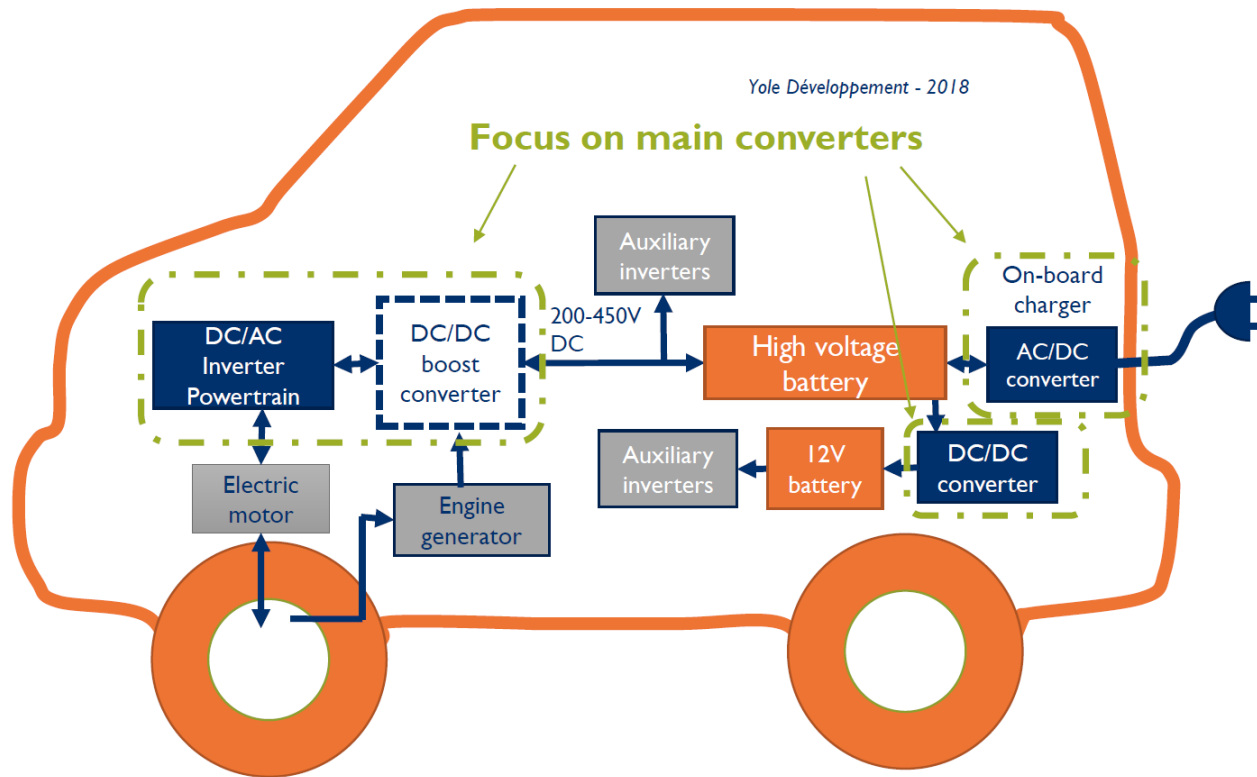 Yole Développement - 2018
Focus on main converters
Auxiliary
inverters
On-board
charger
DC/AC
Inverter
Powertrain
DC/DC
boost
converter
200-450V
DC
High voltage
battery
AC/DC
converter
Auxiliary
inverters
12V
battery
DC/DC
converter
Electric
motor
Engine
generator